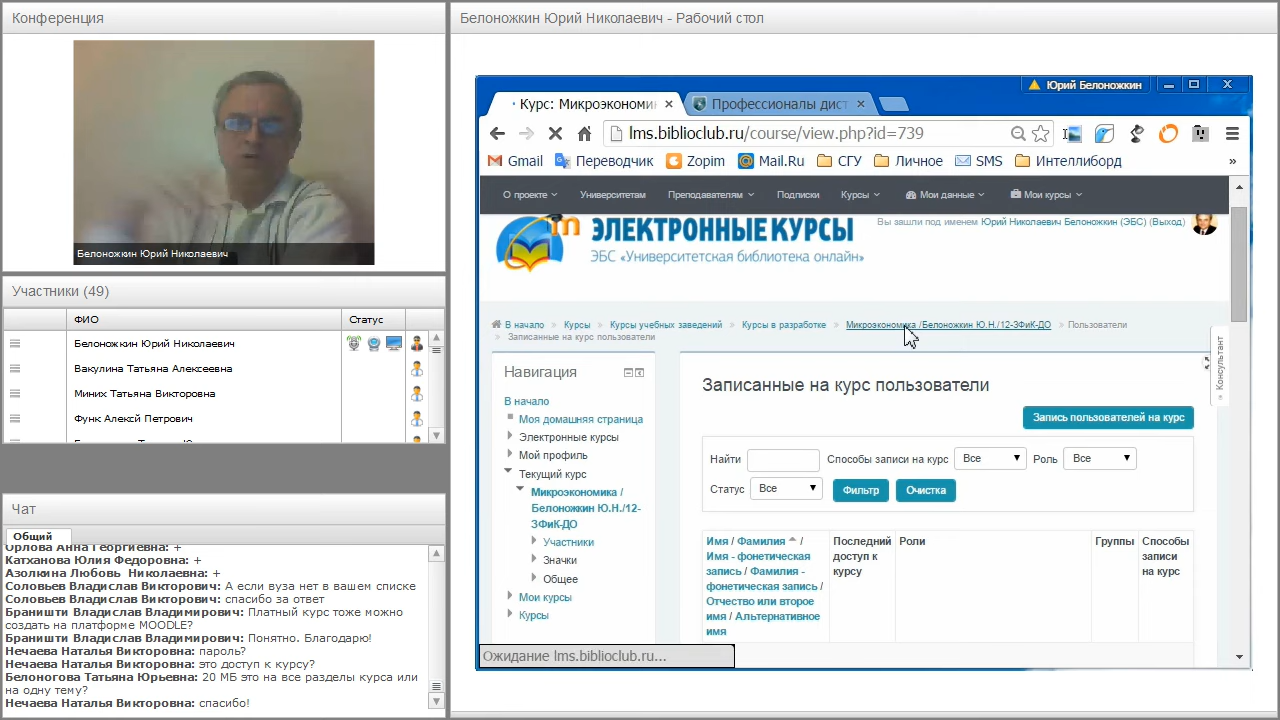 Конференция
Белоножкин Юрий Николаевич
Участники (49)
ФИО Статус
Белоножкин Юрий Николаевич
Вакулина Татьяна Алексеевна
Миних Татьяна Викторовна
Функ Алексй Петрович
Чат
Общий
Орлова Анна Георгиевна: +
Катханова Юлия Федоровна: +
Азолкина Любовь Николаевна: +
Соловьев Владислав Викторович: А если вуза нет в вашем списке
Соловьев Владислав Викторович: спасибо за ответ
Браништи Владислав Владимирович: Платный курс тоже можно
создать на платформе MOODLE?
Браништи Владислав Владимирович: Понятно. Благодарю!
Нечаева Наталья Викторовна: пароль?
Нечаева Наталья Викторовна: это доступ к курсу?
Белоногова Татьяна Юрьевна: 20 МБ это на все разделы курса или
на одну тему?
Нечаева Наталья Викторовна: спасибо!
Белоножкин Юрий Николаевич - Рабочий стол
Юрий Белоножкин
Курс: Микроэкономи
Профессионалы дист
lms.biblioclub.ru/course/view.php?id=739
Gmail Переводчик Zopim Mail.Ru СГУ Личное SMS Интеллиборд »
О проекте Университетам Преподавателям Подписки Курсы Мои данные Мои курсы
ЭЛЕКТРОННЫЕ КУРСЫ
ЭБС «Университетская библиотека онлайн»
Вы зашли под именем Юрий Николаевич Белоножкин (ЭБС) (Выход)
В начало Курсы Курсы учебных заведений Курсы в разработке Микроэкономика /Белоножкин Ю.Н./12-ЗФиК-ДО Пользователи
Записанные на курс пользователи
Консультант
Навигация
В начало
Моя домашняя страница
Электронные курсы
Мой профиль
Текущий курс
Микроэкономика /
Белоножкин Ю.Н./12-
ЗФиК-ДО
Участники
Значки
Общее
Мои курсы
Курсы
Записанные на курс пользователи
Запись пользователей на курс
Найти Способы записи на курс Все Роль Все
Статус Все Фильтр Очистка
Имя / Фамилия /
Имя - фонетическая
запись / Фамилия -
фонетическая запись /
Отчество или второе
имя / Альтернативное
имя
Последний
доступ к
курсу
Роли
Группы
Способы
записи
на курс
Ожидание lms.biblioclub.ru...